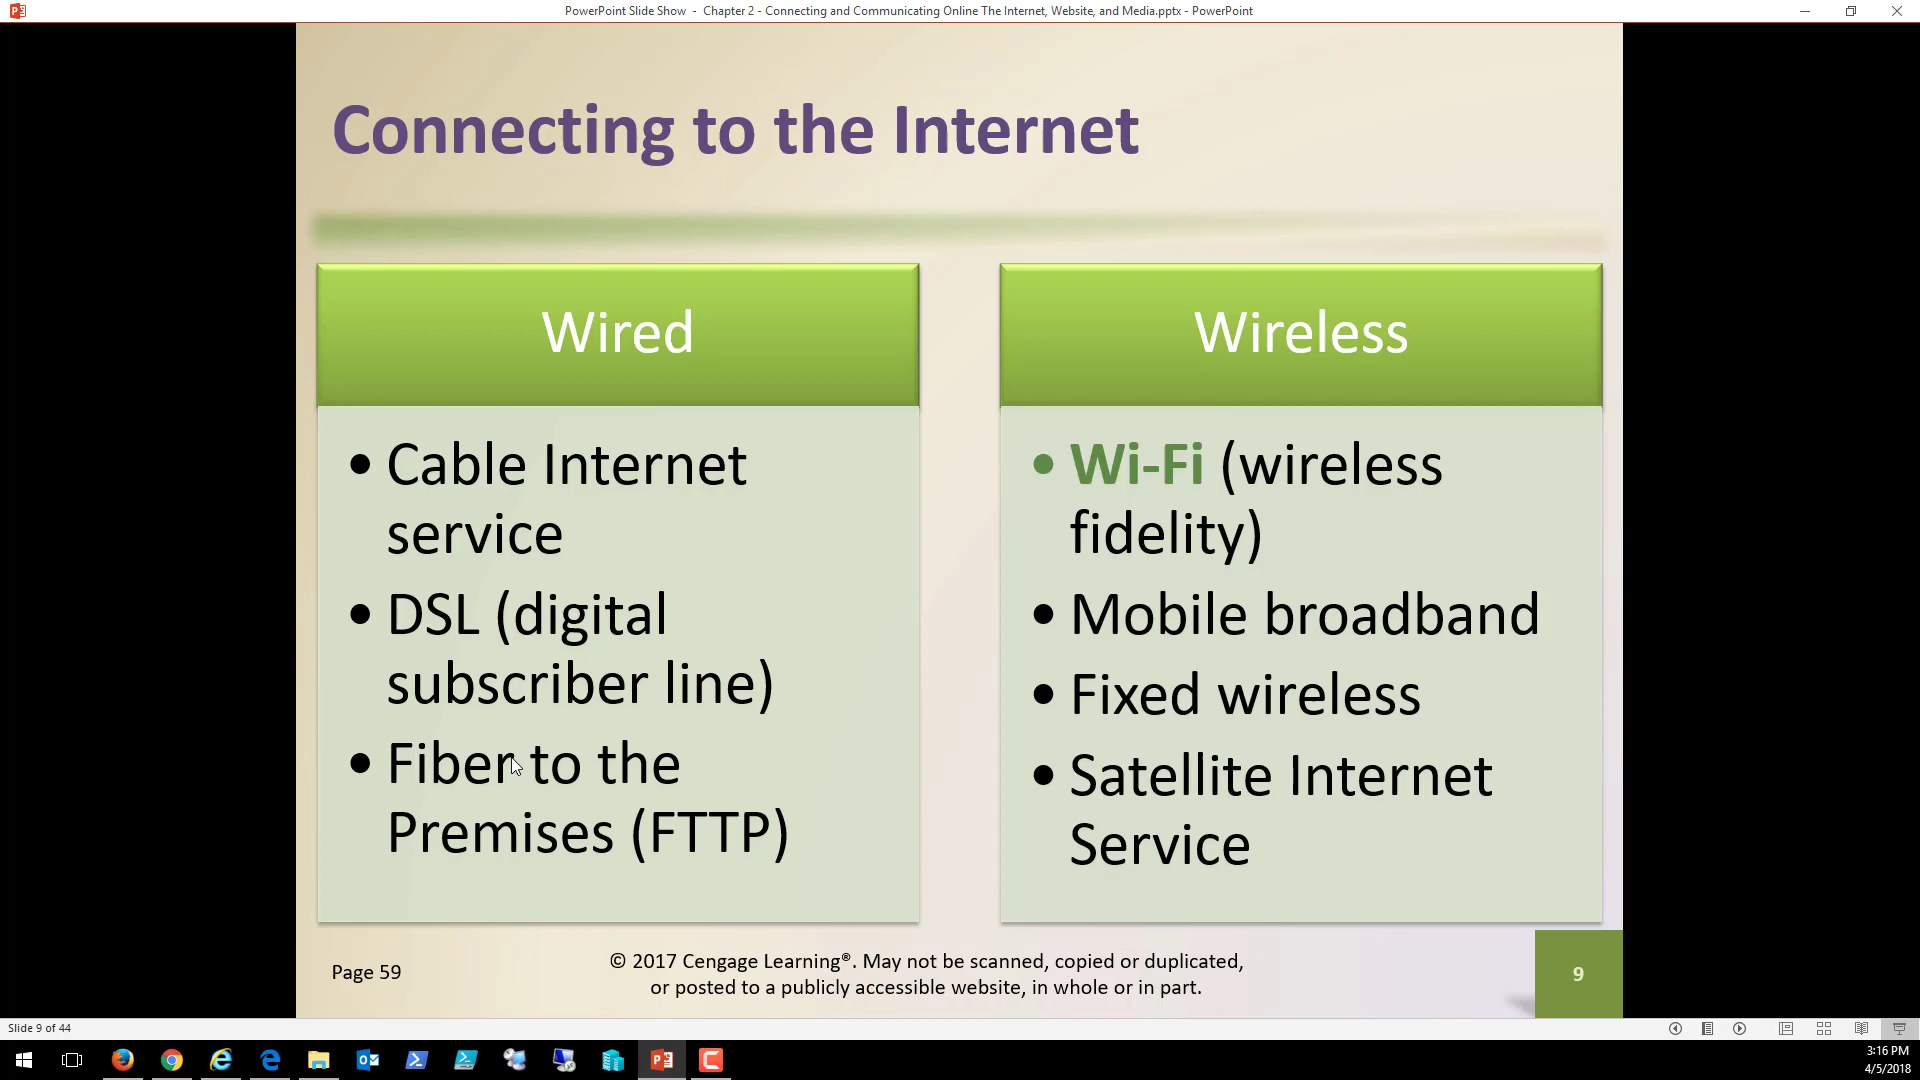 PowerPoint Slide Show - Chapter 2 - Connecting and Communicating Online The Internet, Website, and Media.pptx - PowerPoint
Connecting to the Internet
Wired
• Cable Internet
service
• DSL (digital
subscriber line)
• Fiber to the
Premises (FTTP)
Wireless
• Wi-Fi (wireless
fidelity)
• Mobile broadband
• Fixed wireless
• Satellite Internet
Service
Page 59
© 2017 Cengage Learning®. May not be scanned, copied or duplicated,
or posted to a publicly accessible website, in whole or in part.
9
Slide 9 of 44
3:16 PM
4/5/2018